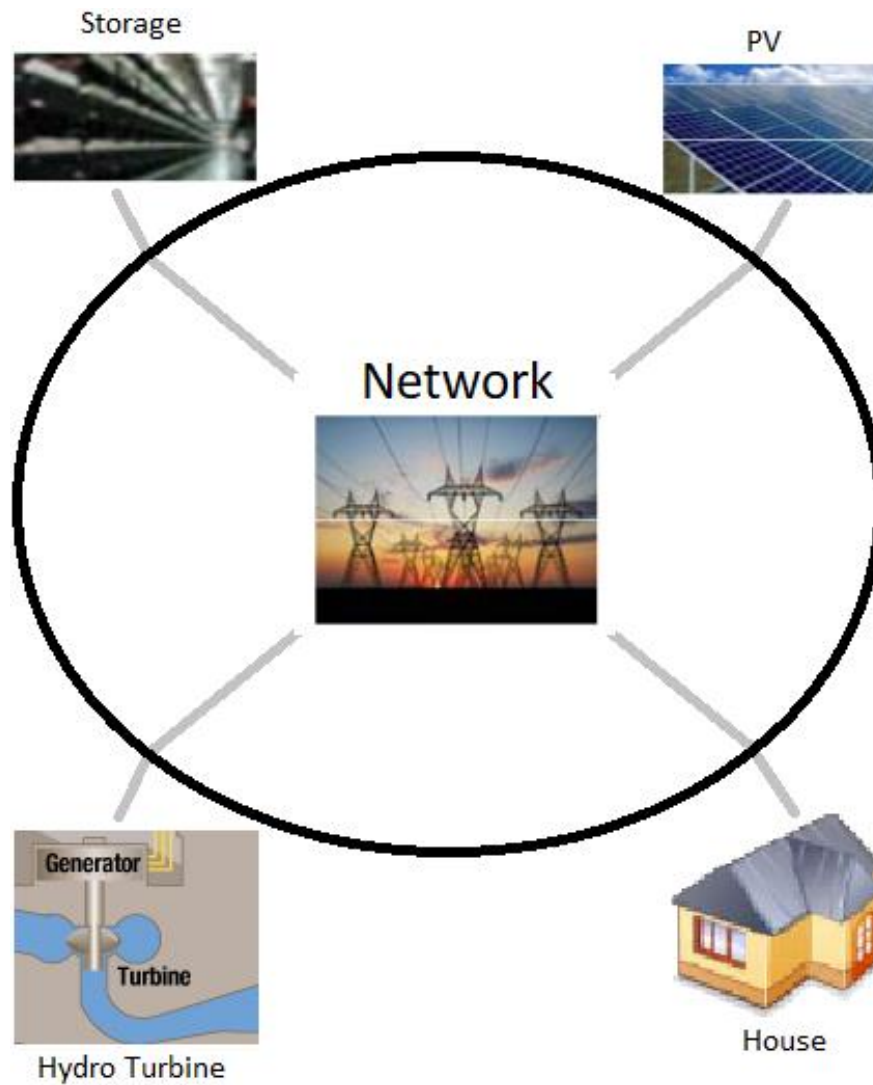 Storage
PV
Network
Generator
Turbine
Hydro Turbine
House